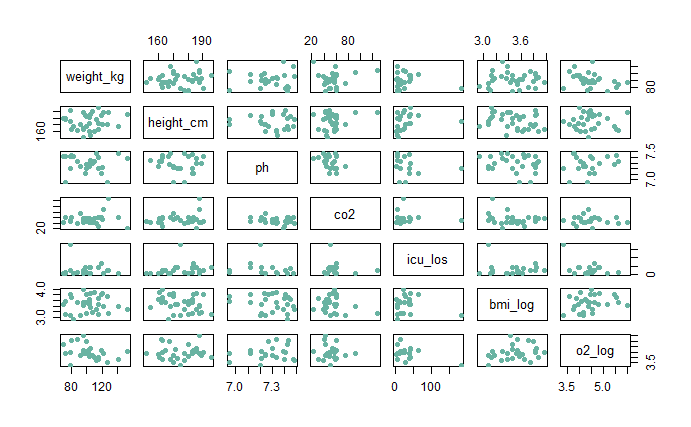 160 190 20 80 3.0 3.6
weight_kg 80
160 height_cm
ph 7.0 7.5
20 co2
icu_los 0
3.0 4.0 bmi_log
o2_log 3.5
80 120 7.0 7.3 0 100 3.5 5.0